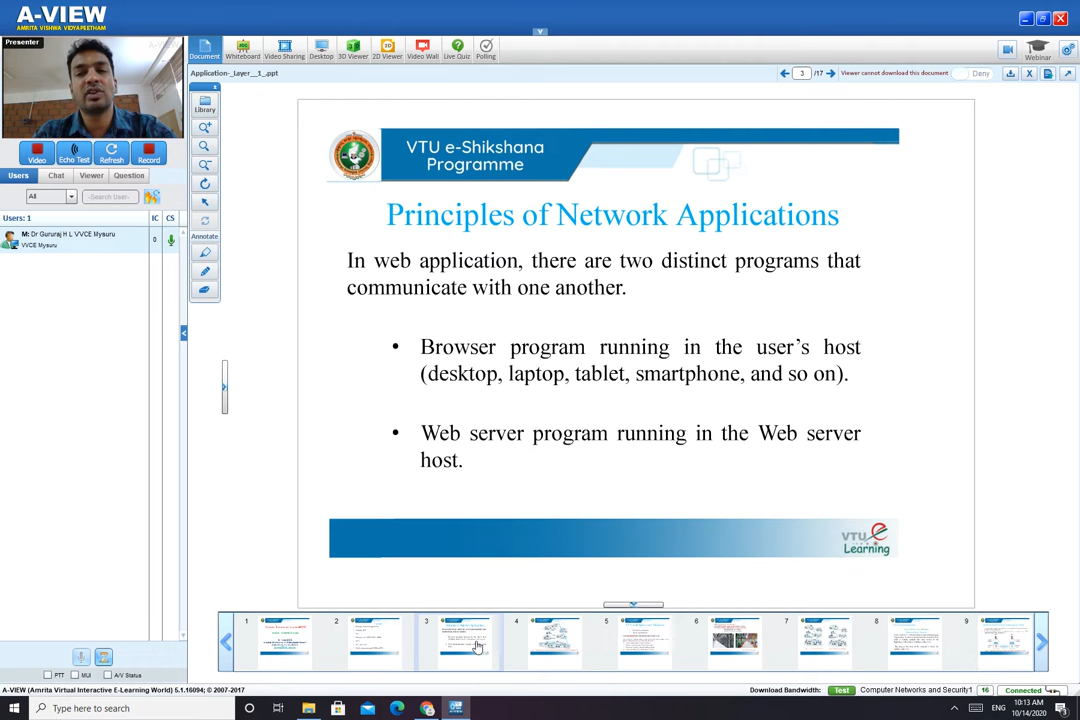 A-VIEW
AMRITA VISHWA VIDYAPEETHAM
Presenter
Document
Whiteboard
Video Sharing
Desktop
3D Viewer
2D Viewer
Video Wall
Live Quiz
Polling
Webinar
Application-_Layer__1_.ppt
3 /17
Viewer cannot download this document
Deny
Video
Echo Test
Refresh
Record
Users
Chat
Viewer
Question
All
-Search User-
Users: 1
IC
CS
M: Dr Gururaj H L VVCE Mysuru
VVCE Mysuru
0
Library
Annotate
VTU e-Shikshana
Programme
Principles of Network Applications
In web application, there are two distinct programs that
communicate with one another.
• Browser program running in the user's host
(desktop, laptop, tablet, smartphone, and so on).
• Web server program running in the Web server
host.
VTU e
Learning
1
2
3
4
5
6
7
8
9
PTT
MUI
A/V Status
A-VIEW (Amrita Virtual Interactive E-Learning World) 5.1.16094; © 2007-2017
Download Bandwidth:
Test
Computer Networks and Security1
16
Connected
Type here to search
ENG
10:13 AM
10/14/2020
3